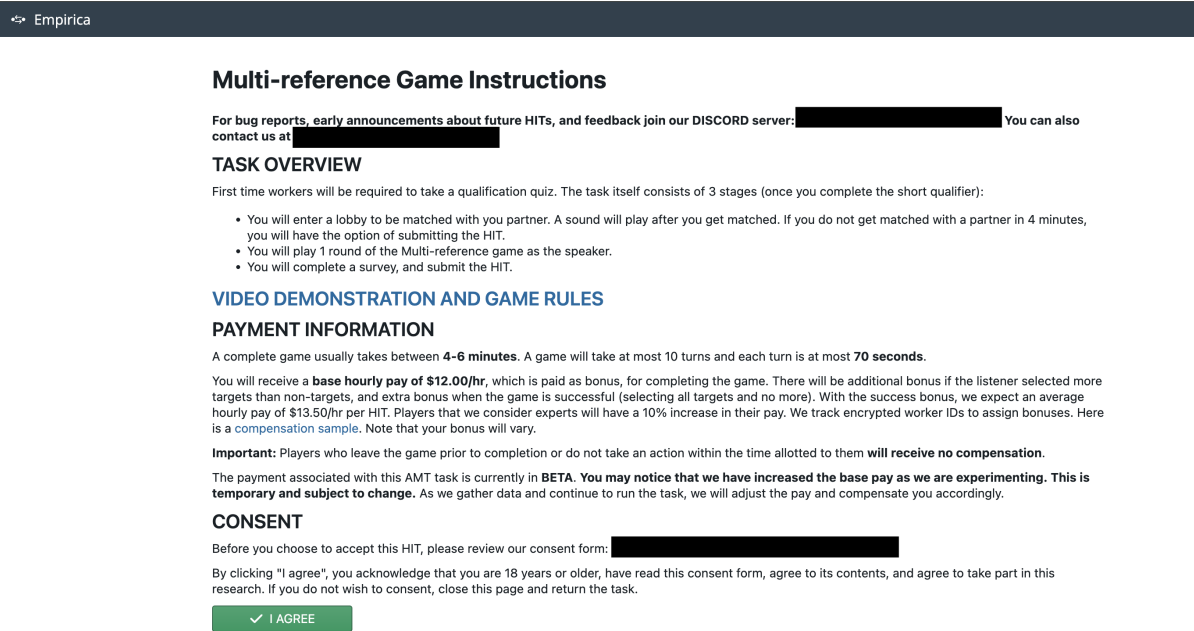 Empirica
Multi-reference Game Instructions
For bug reports, early announcements about future HITs, and feedback join our DISCORD server: You can also
contact us at
TASK OVERVIEW
First time workers will be required to take a qualification quiz. The task itself consists of 3 stages (once you complete the short qualifier):
• You will enter a lobby to be matched with you partner. A sound will play after you get matched. If you do not get matched with a partner in 4 minutes,
you will have the option of submitting the HIT.
• You will play 1 round of the Multi-reference game as the speaker.
• You will complete a survey, and submit the HIT.
VIDEO DEMONSTRATION AND GAME RULES
PAYMENT INFORMATION
A complete game usually takes between 4-6 minutes. A game will take at most 10 turns and each turn is at most 70 seconds.
You will receive a base hourly pay of $12.00/hr, which is paid as bonus, for completing the game. There will be additional bonus if the listener selected more
targets than non-targets, and extra bonus when the game is successful (selecting all targets and no more). With the success bonus, we expect an average
hourly pay of $13.50/hr per HIT. Players that we consider experts will have a 10% increase in their pay. We track encrypted worker IDs to assign bonuses. Here
is a compensation sample. Note that your bonus will vary.
Important: Players who leave the game prior to completion or do not take an action within the time allotted to them will receive no compensation.
The payment associated with this AMT task is currently in BETA. You may notice that we have increased the base pay as we are experimenting. This is
temporary and subject to change. As we gather data and continue to run the task, we will adjust the pay and compensate you accordingly.
CONSENT
Before you choose to accept this HIT, please review our consent form:
By clicking "I agree", you acknowledge that you are 18 years or older, have read this consent form, agree to its contents, and agree to take part in this
research. If you do not wish to consent, close this page and return the task.
I AGREE